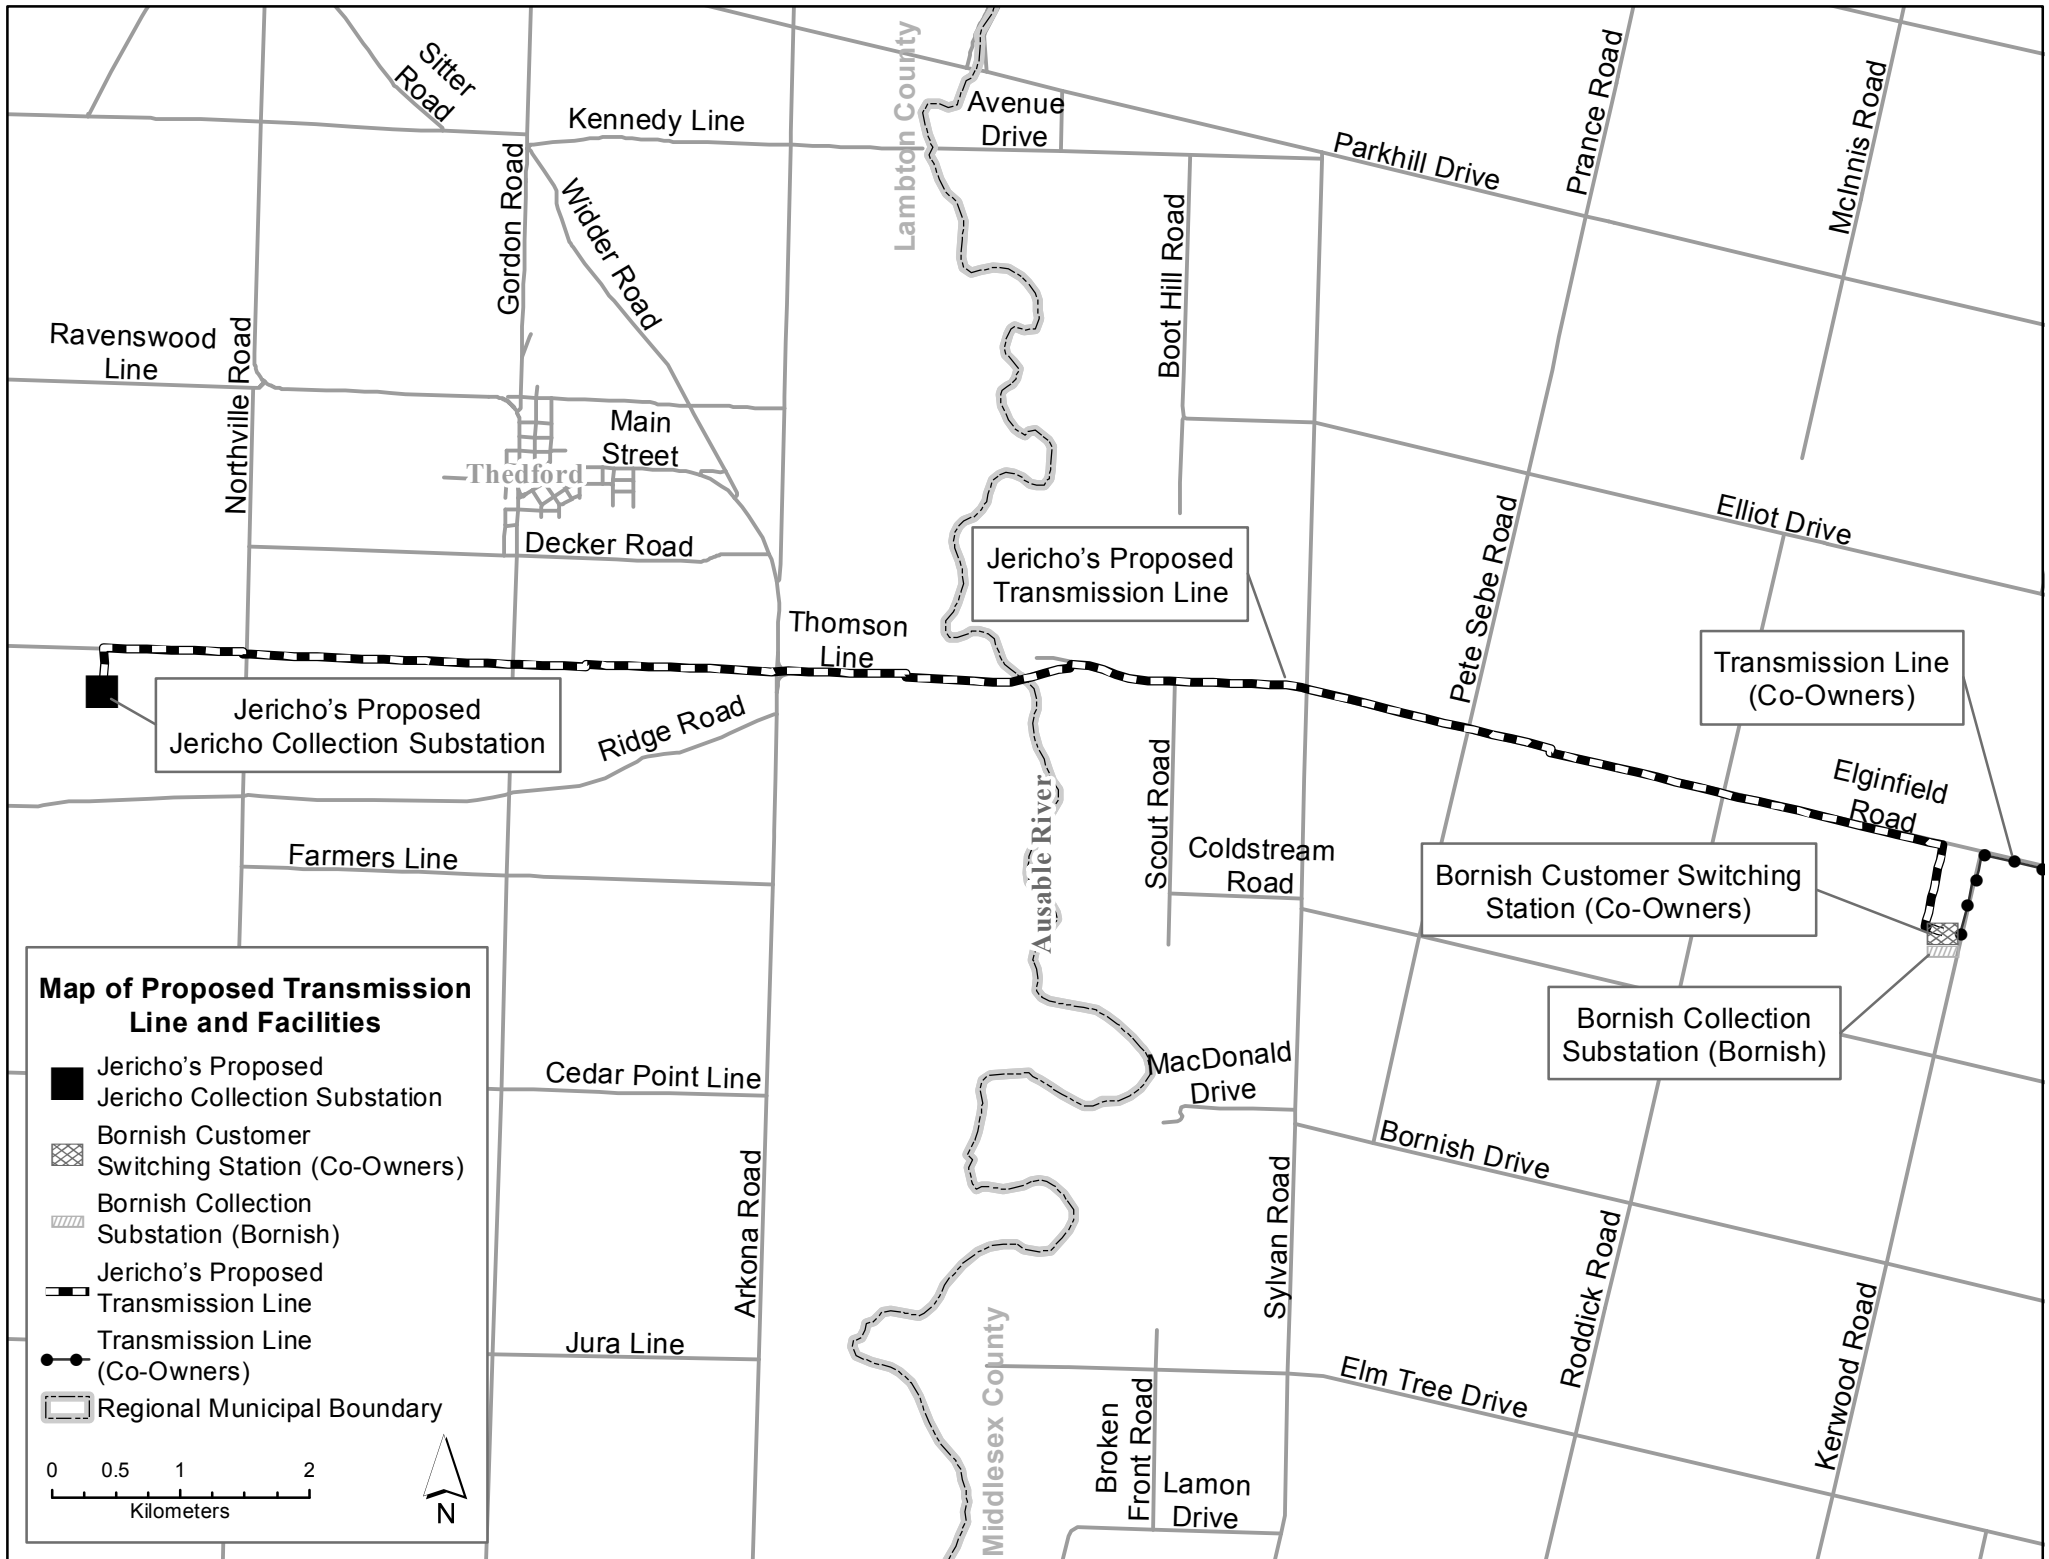 Sitter
Road
Kennedy Line
Lambton County
Avenue
Drive
Parkhill Drive
Prance Road
McInnis Road
Gordon Road
Widder Road
Boot Hill Road
Ravenswood
Line
Northville Road
Main
Street
Thedford
Decker Road
Elliot Drive
Pete Sebe Road
Jericho's Proposed
Transmission Line
Thomson
Line
Transmission Line
(Co-Owners)
Jericho's Proposed
Jericho Collection Substation
Ridge Road
Elginfield
Road
Ausable River
Scout Road
Coldstream
Road
Farmers Line
Bornish Customer Switching
Station (Co-Owners)
Bornish Collection
Substation (Bornish)
MacDonald
Drive
Cedar Point Line
Bornish Drive
Arkona Road
Sylvan Road
Roddick Road
Kerwood Road
Jura Line
Middlesex County
Elm Tree Drive
Broken
Front Road
Lamon
Drive
Map of Proposed Transmission
Line and Facilities
Jericho's Proposed
Jericho Collection Substation
Bornish Customer
Switching Station (Co-Owners)
Bornish Collection
Substation (Bornish)
Jericho's Proposed
Transmission Line
Transmission Line
(Co-Owners)
Regional Municipal Boundary
0 0.5 1 2
Kilometers
N